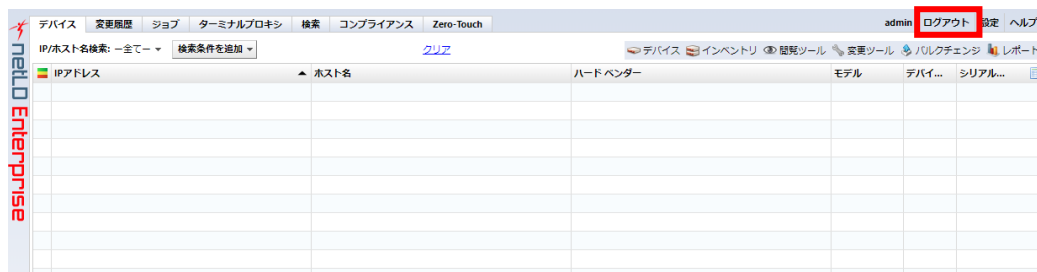 デバイス 変更履歴 ジョブ ターミナルプロキシ 検索 コンプライアンス Zero-Touch admin ログアウト 設定 ヘルプ
IP/ホスト名検索: －全て－ 検索条件を追加 クリア デバイス インベントリ 閲覧ツール 変更ツール バルクチェンジ レポート
IPアドレス ホスト名 ハード ベンダー モデル デバイ... シリアル...
netLD Enterprise